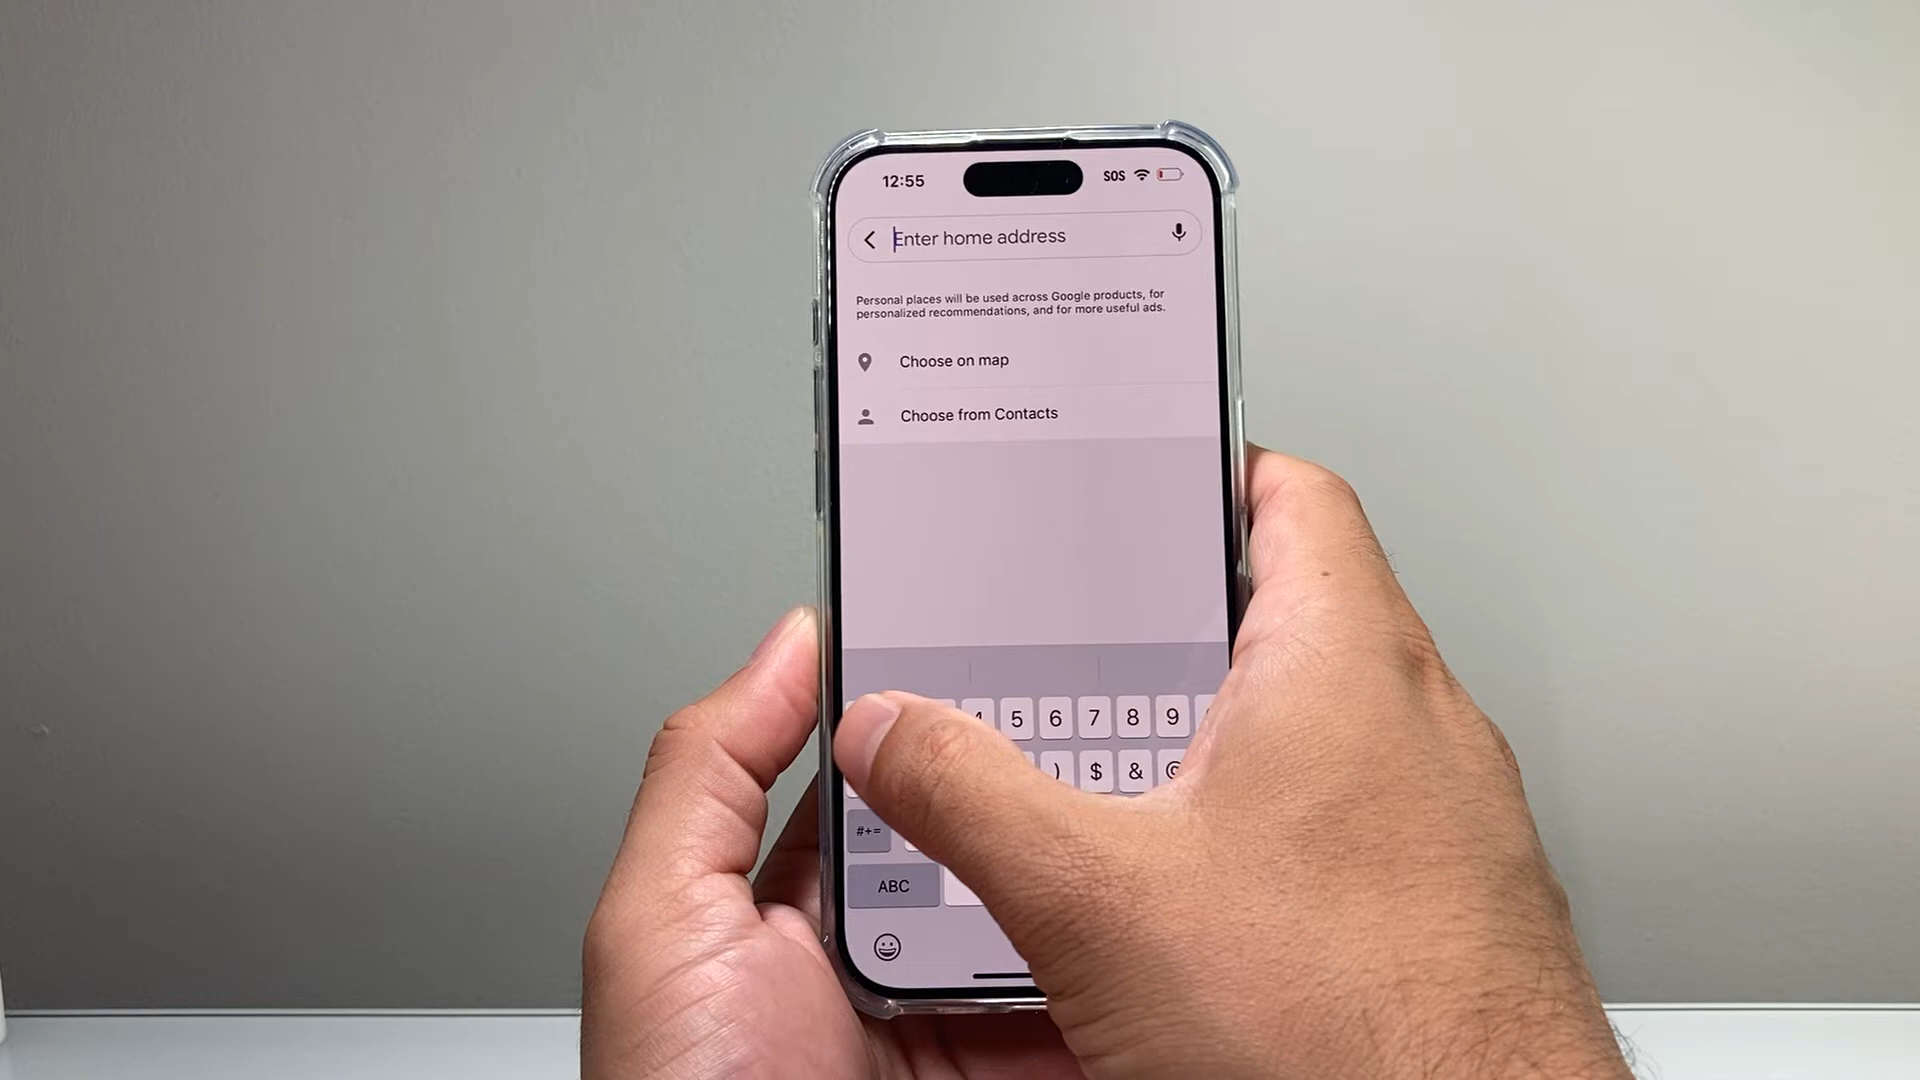 12:55 SOS
Enter home address
Personal places will be used across Google products, for
personalized recommendations, and for more useful ads.
Choose on map
Choose from Contacts
5 6 7 8 9
) $ &
#+=
ABC